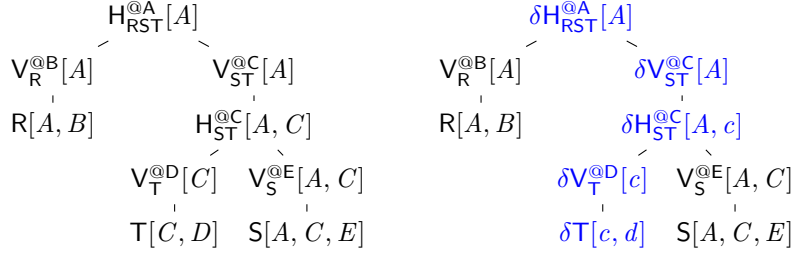 H^{@A}_{RST}[A] δH^{@A}_{RST}[A]
V^{@B}_{R}[A] V^{@C}_{ST}[A] V^{@B}_{R}[A] δV^{@C}_{ST}[A]
R[A, B] H^{@C}_{ST}[A, C] R[A, B] δH^{@C}_{ST}[A, c]
V^{@D}_{T}[C] V^{@E}_{S}[A, C] δV^{@D}_{T}[c] V^{@E}_{S}[A, C]
T[C, D] S[A, C, E] δT[c, d] S[A, C, E]